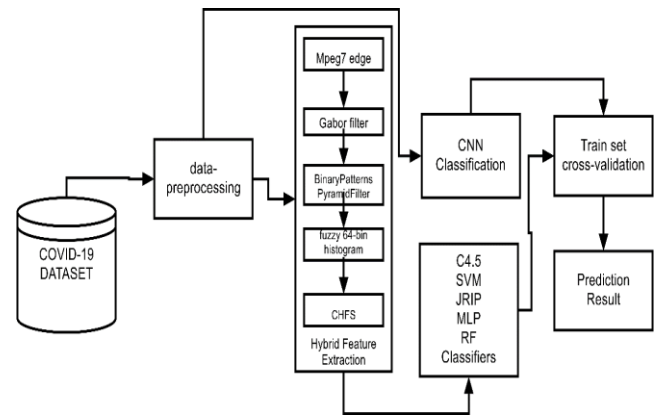 COVID-19
DATASET
data-
preprocessing
Mpeg7 edge
Gabor filter
BinaryPatterns
PyramidFilter
fuzzy 64-bin
histogram
CHFS
Hybrid Feature
Extraction
CNN
Classification
C4.5
SVM
JRIP
MLP
RF
Classifiers
Train set
cross-validation
Prediction
Result